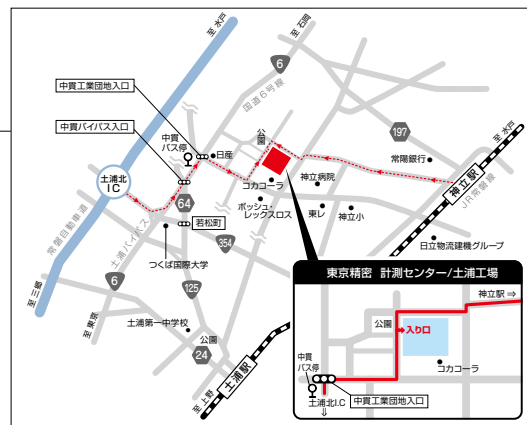 至水戸
至石岡
6
国道6号線
中貫工業団地入口
中貫バイパス入口
中貫
バス停
日産
公園
197
至水戸
常陽銀行
神立駅
JR常磐線
土浦北
IC
常磐自動車道
64
コカコーラ
神立病院
ボッシュ・
レックスロス
東レ
神立小
若松町
土浦バイパス
354
つくば国際大学
日立物流建機グループ
6
125
至三郷
至東京
土浦第一中学校
公園
24
土浦駅
至上野
東京精密 計測センター/土浦工場
神立駅 ⇒
公園
入り口
コカコーラ
中貫
バス停
土浦北I.C
⇓
中貫工業団地入口